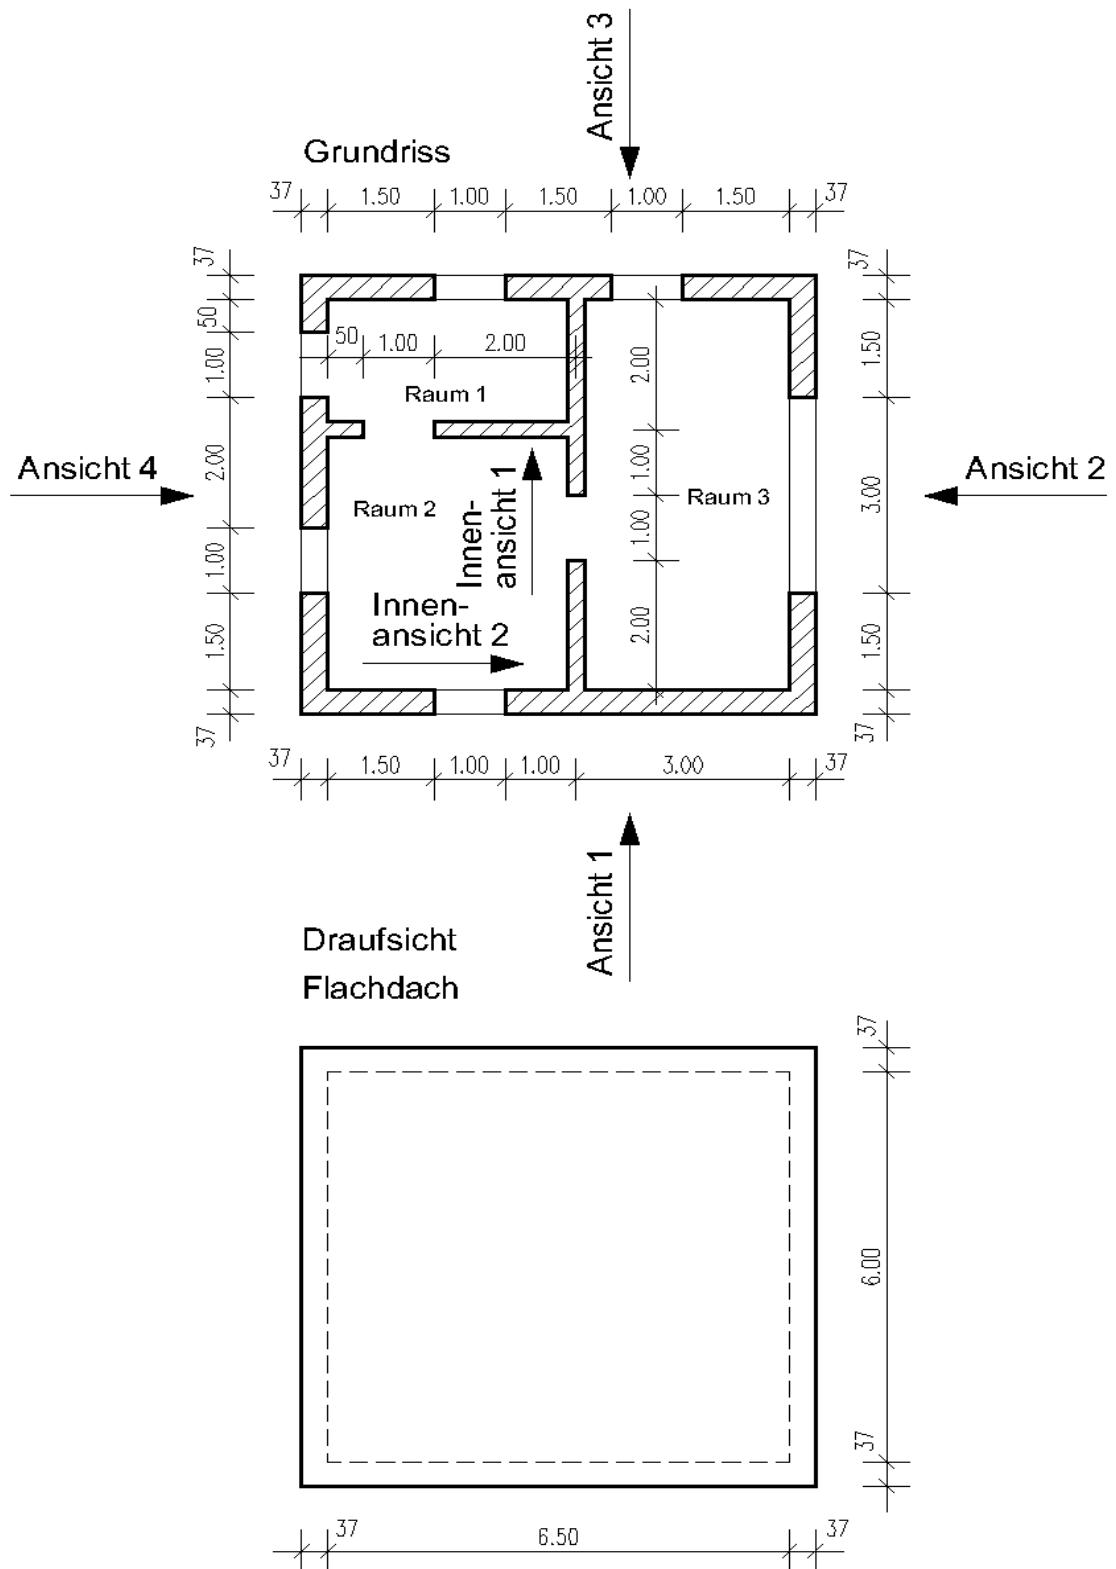 Ansicht 3
Grundriss
37 1.50 1.00 1.50 1.00 1.50 37
37
50
1.00
2.00
1.00
1.50
37
50 1.00 2.00
Raum 1
2.00
1.00
1.00
2.00
Raum 2
Raum 3
Innen-
ansicht 1
Innen-
ansicht 2
37
1.50
3.00
1.50
37
Ansicht 4
Ansicht 2
37 1.50 1.00 1.00 3.00 37
Ansicht 1
Draufsicht
Flachdach
37
6.00
37
37 6.50 37